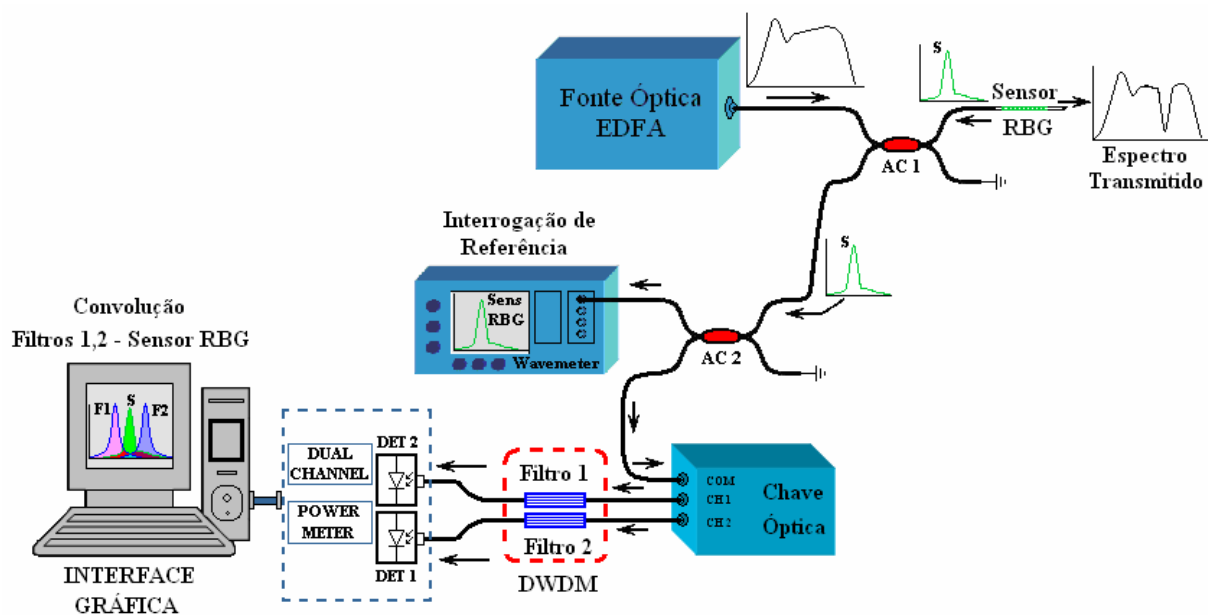 Fonte Óptica
EDFA
S
Sensor
RBG
AC 1
Espectro
Transmitido
S
Interrogação de
Referência
Sens
RBG
Wavemeter
AC 2
Convolução
Filtros 1,2 - Sensor RBG
F1 S F2
INTERFACE
GRÁFICA
DUAL
CHANNEL
POWER
METER
DET 2
DET 1
Filtro 1
Filtro 2
DWDM
COM
CH 1
CH 2
Chave
Óptica